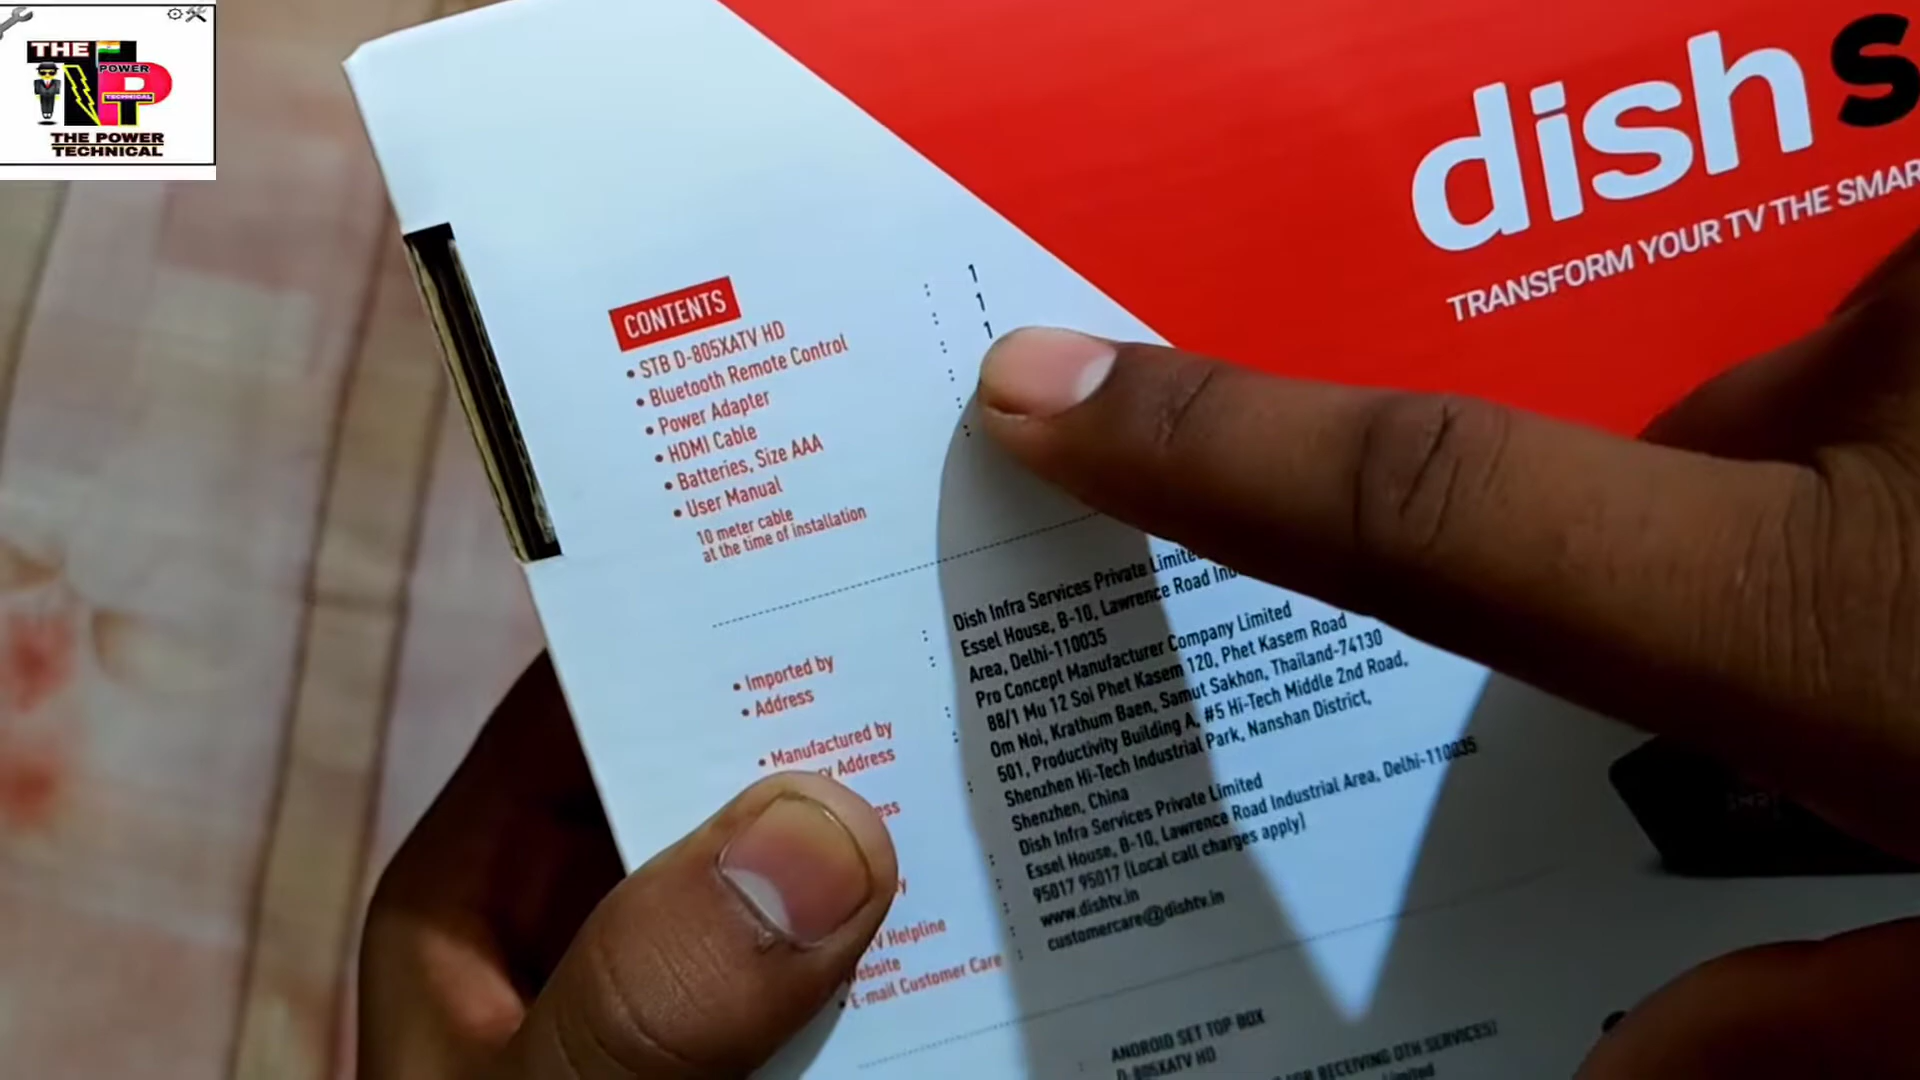 THE
POWER
TECHNICAL
THE POWER
TECHNICAL
dish s
TRANSFORM YOUR TV THE SMAR
CONTENTS
• STB D-805XATV HD : 1
• Bluetooth Remote Control : 1
• Power Adapter : 1
• HDMI Cable :
• Batteries, Size AAA :
• User Manual :
10 meter cable
at the time of installation
• Imported by : Dish Infra Services Private Limited
• Address : Essel House, B-10, Lawrence Road
Area, Delhi-110035
• Manufactured by : Pro Concept Manufacturer Company Limited
Address : 88/1 Mu 12 Soi Phet Kasem 120, Phet Kasem Road
Om Noi, Krathum Baen, Samut Sakhon, Thailand-74130
501, Productivity Building A, #5 Hi-Tech Middle 2nd Road,
Shenzhen Hi-Tech Industrial Park, Nanshan District,
Shenzhen, China
Dish Infra Services Private Limited
Essel House, B-10, Lawrence Road Industrial Area, Delhi-110035
TV Helpline : 95017 95017 (Local call charges apply)
ebsite : www.dishtv.in
• E-mail Customer Care : customercare@dishtv.in
: ANDROID SET TOP BOX
D-805XATV HD
RECEIVING DTH SERVICES)
Limited